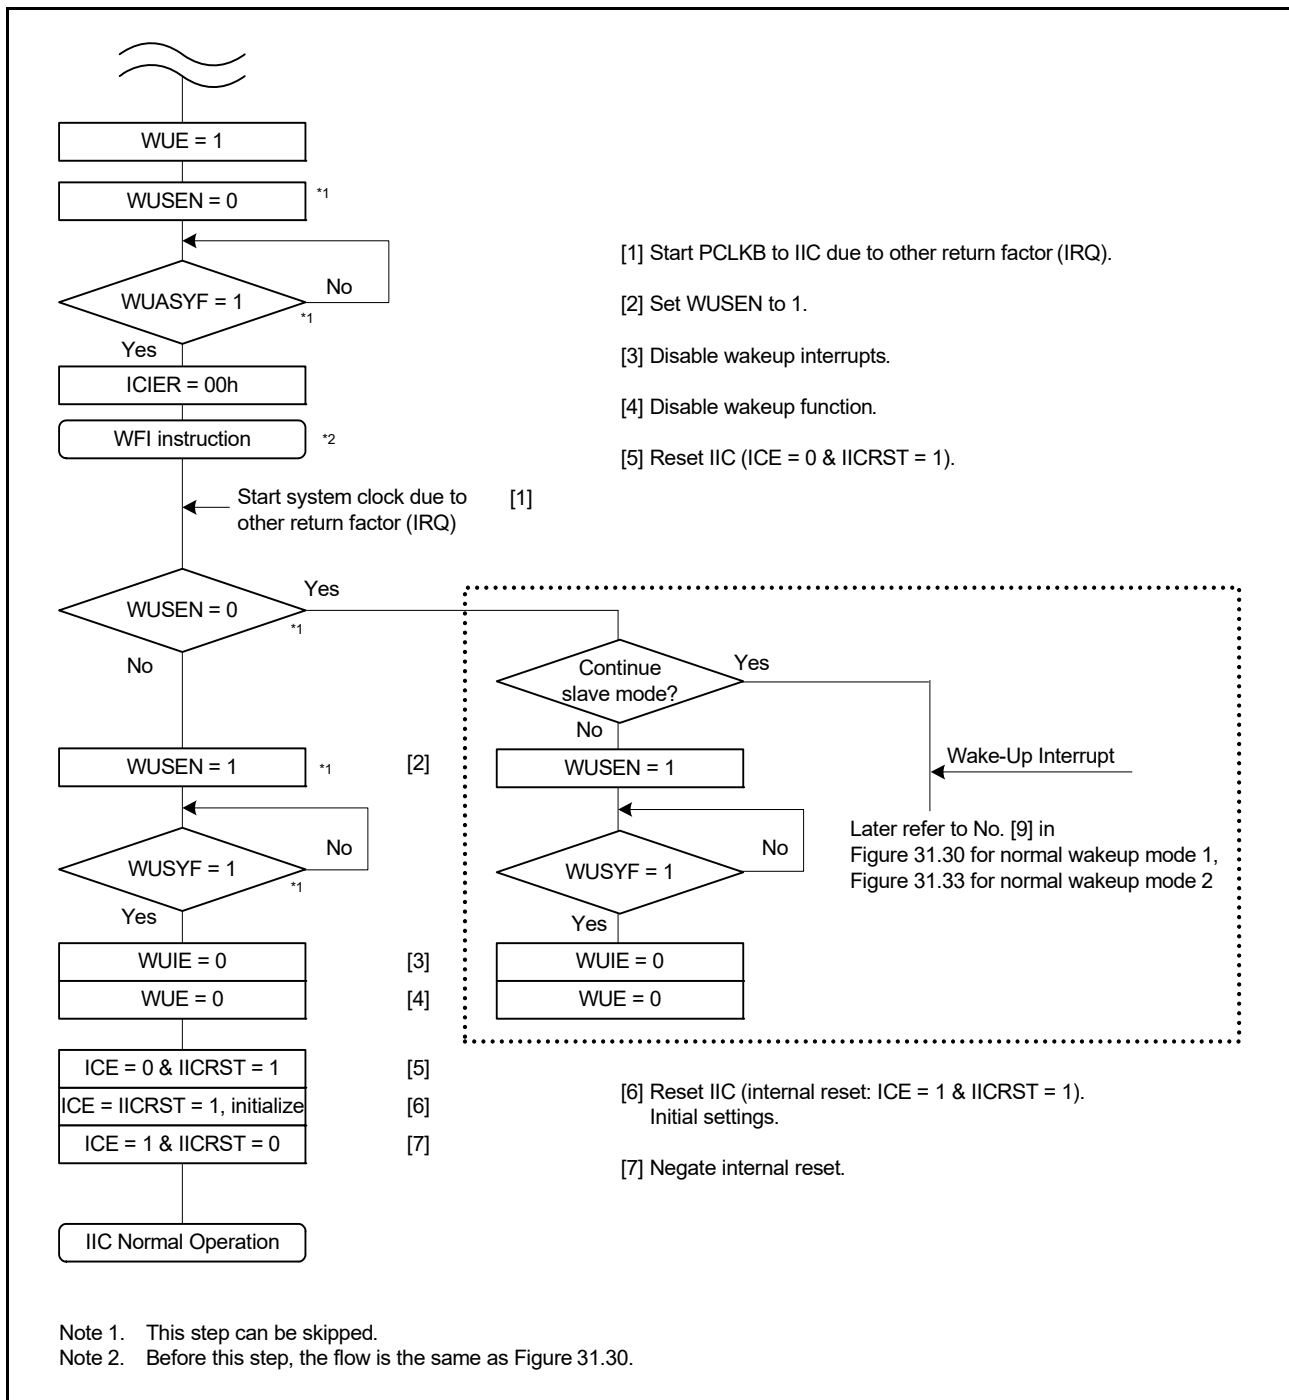 WUE = 1
WUSEN = 0 *1
WUASYF = 1 *1
No
Yes
ICIER = 00h
WFI instruction *2
Start system clock due to [1]
other return factor (IRQ)
[1] Start PCLKB to IIC due to other return factor (IRQ).
[2] Set WUSEN to 1.
[3] Disable wakeup interrupts.
[4] Disable wakeup function.
[5] Reset IIC (ICE = 0 & IICRST = 1).
WUSEN = 0 *1
Yes
No
WUSEN = 1 *1 [2]
WUSYF = 1 *1
No
Yes
WUIE = 0 [3]
WUE = 0 [4]
ICE = 0 & IICRST = 1 [5]
ICE = IICRST = 1, initialize [6]
ICE = 1 & IICRST = 0 [7]
IIC Normal Operation
Continue
slave mode?
Yes
No
WUSEN = 1
WUSYF = 1
No
Yes
WUIE = 0
WUE = 0
Wake-Up Interrupt
Later refer to No. [9] in
Figure 31.30 for normal wakeup mode 1,
Figure 31.33 for normal wakeup mode 2
[6] Reset IIC (internal reset: ICE = 1 & IICRST = 1).
Initial settings.
[7] Negate internal reset.
Note 1. This step can be skipped.
Note 2. Before this step, the flow is the same as Figure 31.30.